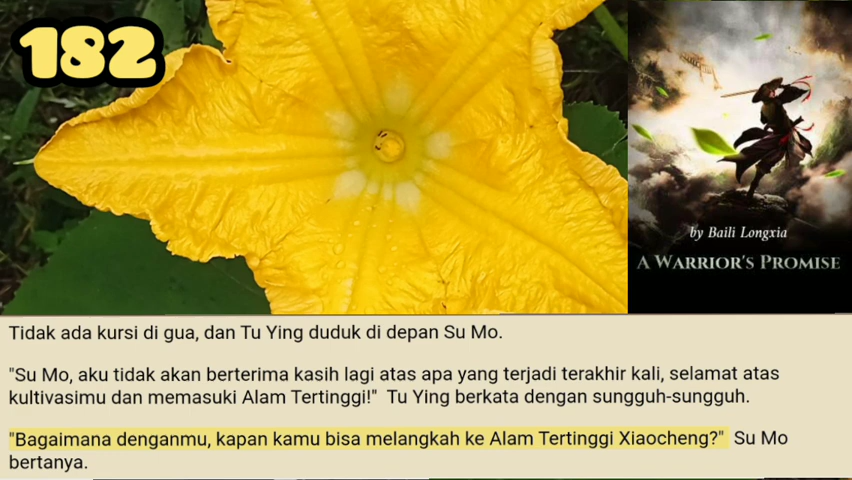 182
by Baili Longxia
A WARRIOR'S PROMISE
Tidak ada kursi di gua, dan Tu Ying duduk di depan Su Mo.
"Su Mo, aku tidak akan berterima kasih lagi atas apa yang terjadi terakhir kali, selamat atas
kultivasimu dan memasuki Alam Tertinggi!" Tu Ying berkata dengan sungguh-sungguh.
"Bagaimana denganmu, kapan kamu bisa melangkah ke Alam Tertinggi Xiaocheng?" Su Mo
bertanya.